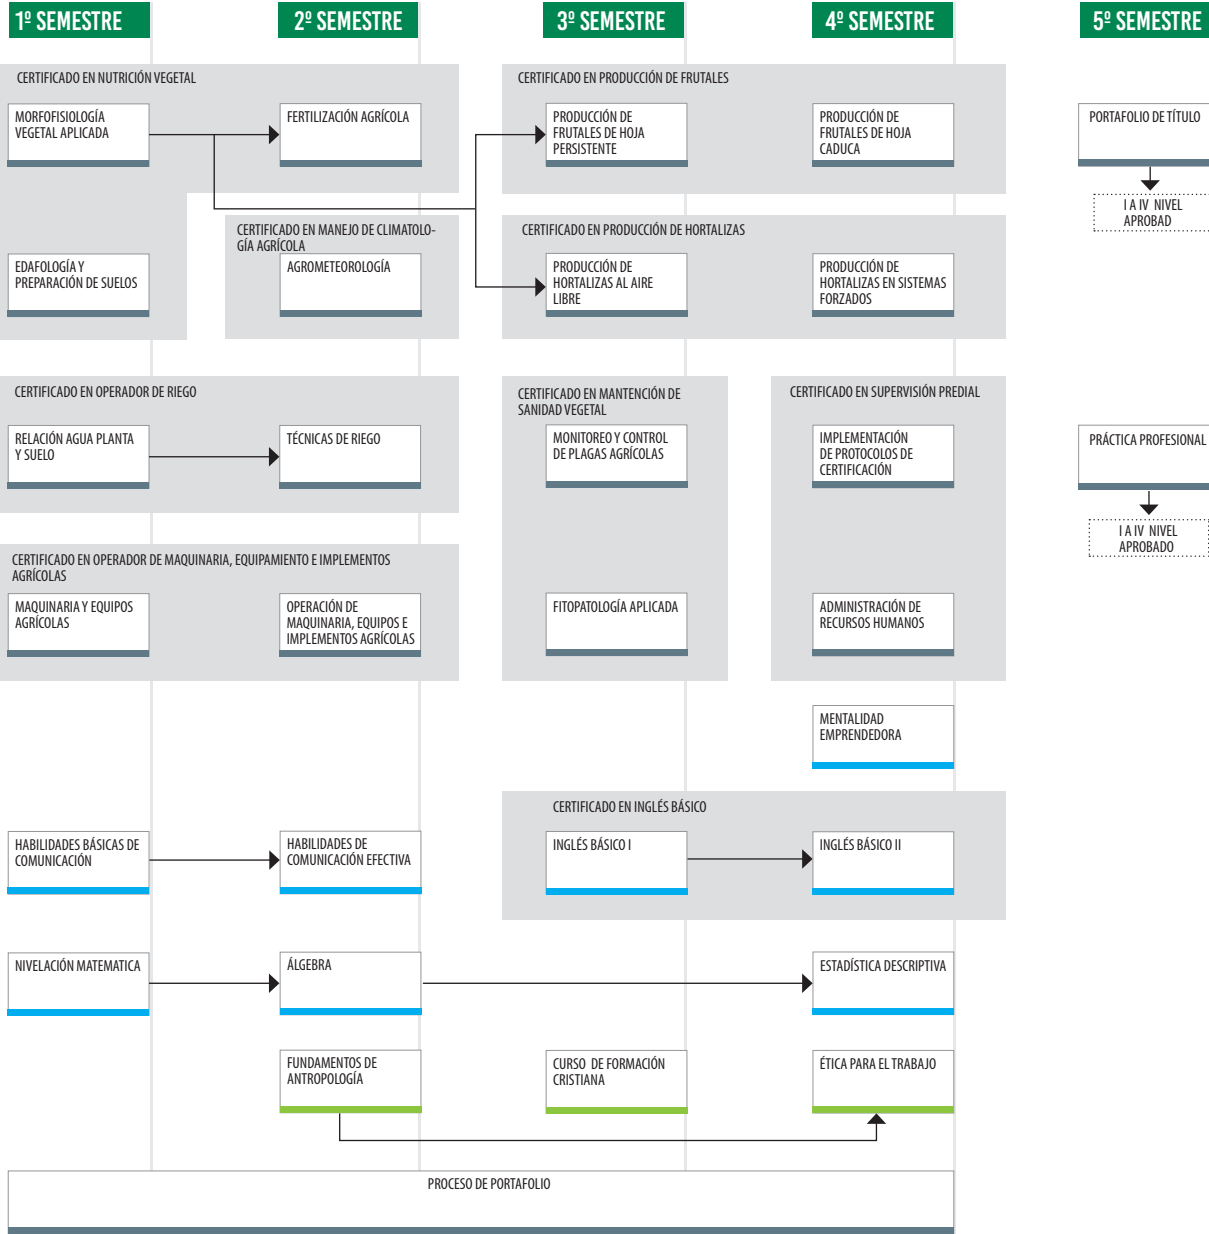 1º SEMESTRE
2º SEMESTRE
3º SEMESTRE
4º SEMESTRE
5º SEMESTRE
CERTIFICADO EN NUTRICIÓN VEGETAL
CERTIFICADO EN PRODUCCIÓN DE FRUTALES
MORFOFISIOLOGÍA
VEGETAL APLICADA
FERTILIZACIÓN AGRÍCOLA
PRODUCCIÓN DE
FRUTALES DE HOJA
PERSISTENTE
PRODUCCIÓN DE
FRUTALES DE HOJA
CADUCA
PORTAFOLIO DE TÍTULO
I A IV NIVEL
APROBAD
CERTIFICADO EN MANEJO DE CLIMATOLO-
GÍA AGRÍCOLA
CERTIFICADO EN PRODUCCIÓN DE HORTALIZAS
EDAFOLOGÍA Y
PREPARACIÓN DE SUELOS
AGROMETEOROLOGÍA
PRODUCCIÓN DE
HORTALIZAS AL AIRE
LIBRE
PRODUCCIÓN DE
HORTALIZAS EN SISTEMAS
FORZADOS
CERTIFICADO EN OPERADOR DE RIEGO
CERTIFICADO EN MANTENCIÓN DE
SANIDAD VEGETAL
CERTIFICADO EN SUPERVISIÓN PREDIAL
RELACIÓN AGUA PLANTA
Y SUELO
TÉCNICAS DE RIEGO
MONITOREO Y CONTROL
DE PLAGAS AGRÍCOLAS
IMPLEMENTACIÓN
DE PROTOCOLOS DE
CERTIFICACIÓN
PRÁCTICA PROFESIONAL
I A IV NIVEL
APROBADO
CERTIFICADO EN OPERADOR DE MAQUINARIA, EQUIPAMIENTO E IMPLEMENTOS
AGRÍCOLAS
MAQUINARIA Y EQUIPOS
AGRÍCOLAS
OPERACIÓN DE
MAQUINARIA, EQUIPOS E
IMPLEMENTOS AGRÍCOLAS
FITOPATOLOGÍA APLICADA
ADMINISTRACIÓN DE
RECURSOS HUMANOS
MENTALIDAD
EMPRENDEDORA
CERTIFICADO EN INGLÉS BÁSICO
HABILIDADES BÁSICAS DE
COMUNICACIÓN
HABILIDADES DE
COMUNICACIÓN EFECTIVA
INGLÉS BÁSICO I
INGLÉS BÁSICO II
NIVELACIÓN MATEMATICA
ÁLGEBRA
ESTADÍSTICA DESCRIPTIVA
FUNDAMENTOS DE
ANTROPOLOGÍA
CURSO DE FORMACIÓN
CRISTIANA
ÉTICA PARA EL TRABAJO
PROCESO DE PORTAFOLIO